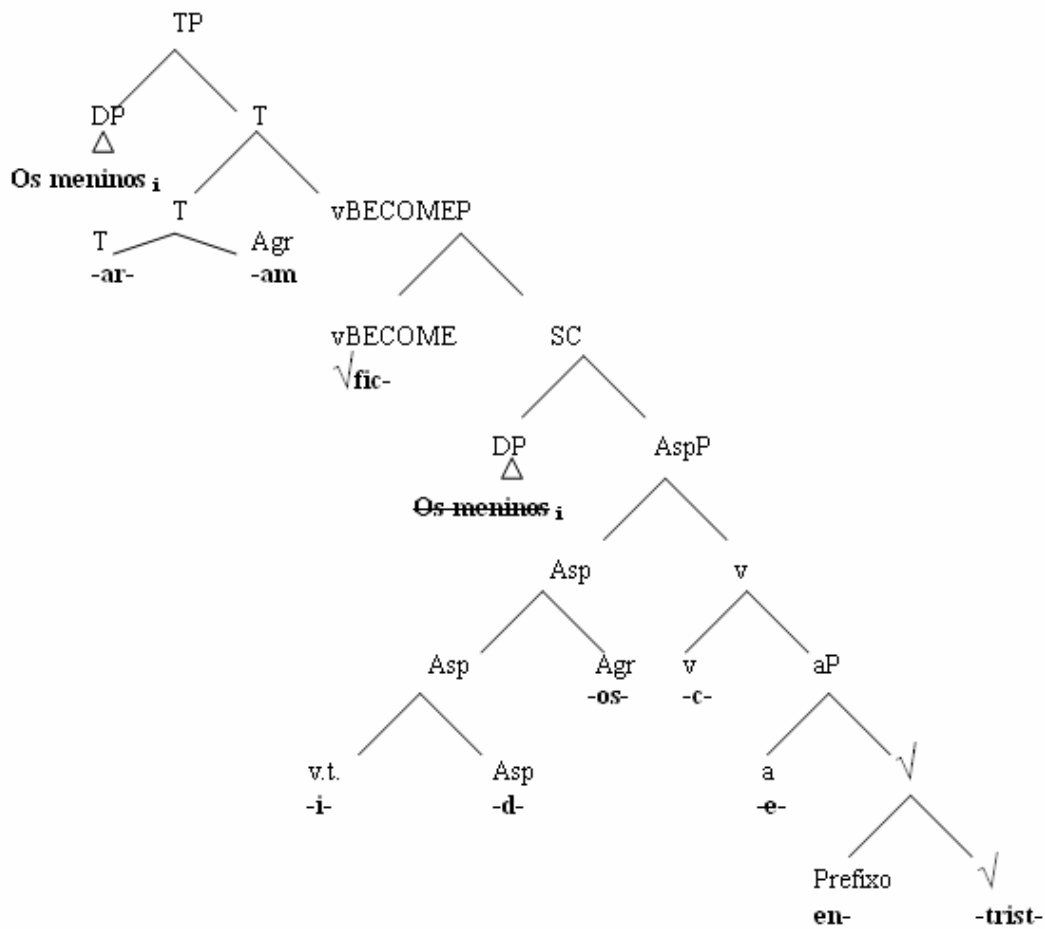 TP
DP T
Os meninos i
T vBECOMEP
T Agr
-ar- -am
vBECOME SC
√fic-
DP AspP
Os meninos i
Asp v
Asp Agr v aP
-os- -c-
v.t. Asp a √
-i- -d- -e-
Prefixo √
en- -trist-